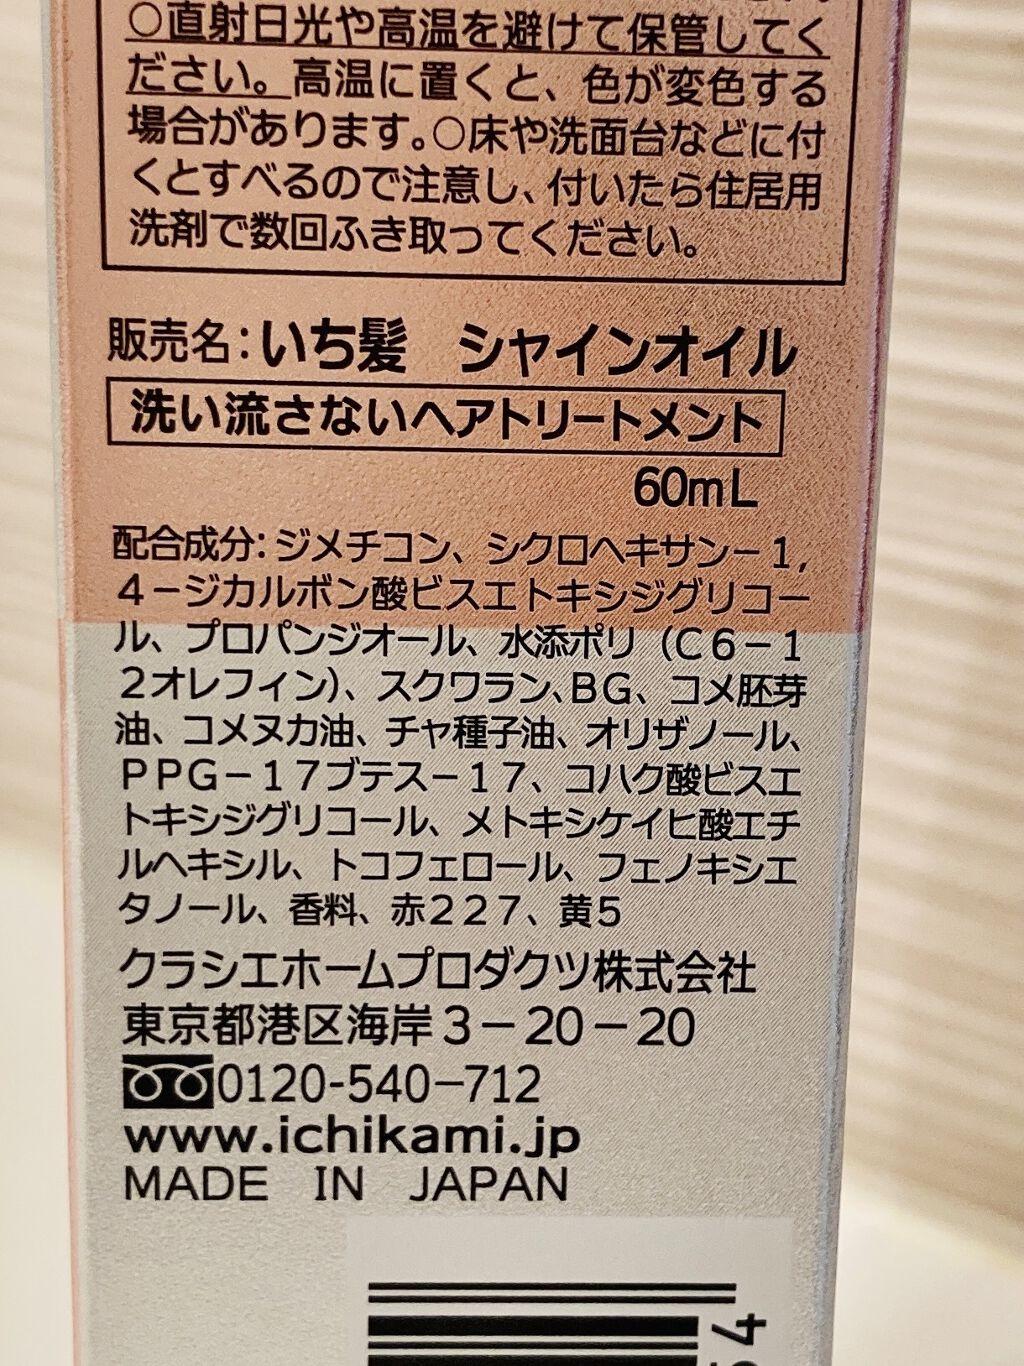 ○直射日光や高温を避けて保管してく
ださい。高温に置くと、色が変色する
場合があります。○床や洗面台などに付
くとすべるので注意し、付いたら住居用
洗剤で数回ふき取ってください。
販売名：いち髪　シャインオイル
洗い流さないヘアトリートメント
60mL
配合成分：ジメチコン、シクロヘキサン－１，
４－ジカルボン酸ビスエトキシジグリコー
ル、プロパンジオール、水添ポリ（Ｃ６－１
２オレフィン）、スクワラン、ＢＧ、コメ胚芽
油、コメヌカ油、チャ種子油、オリザノール、
ＰＰＧ－１７ブテス－１７、コハク酸ビスエ
トキシジグリコール、メトキシケイヒ酸エチ
ルヘキシル、トコフェロール、フェノキシエ
タノール、香料、赤２２７、黄５
クラシエホームプロダクツ株式会社
東京都港区海岸３－20－20
0120-540－712
www.ichikami.jp
MADE IN JAPAN